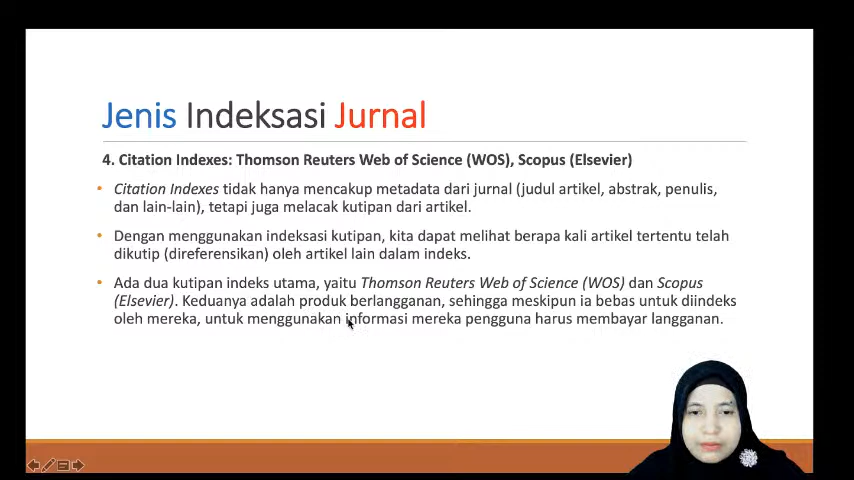 Jenis Indeksasi Jurnal
4. Citation Indexes: Thomson Reuters Web of Science (WOS), Scopus (Elsevier)
• Citation Indexes tidak hanya mencakup metadata dari jurnal (judul artikel, abstrak, penulis,
dan lain-lain), tetapi juga melacak kutipan dari artikel.
• Dengan menggunakan indeksasi kutipan, kita dapat melihat berapa kali artikel tertentu telah
dikutip (direferensikan) oleh artikel lain dalam indeks.
• Ada dua kutipan indeks utama, yaitu Thomson Reuters Web of Science (WOS) dan Scopus
(Elsevier). Keduanya adalah produk berlangganan, sehingga meskipun ia bebas untuk diindeks
oleh mereka, untuk menggunakan informasi mereka pengguna harus membayar langganan.